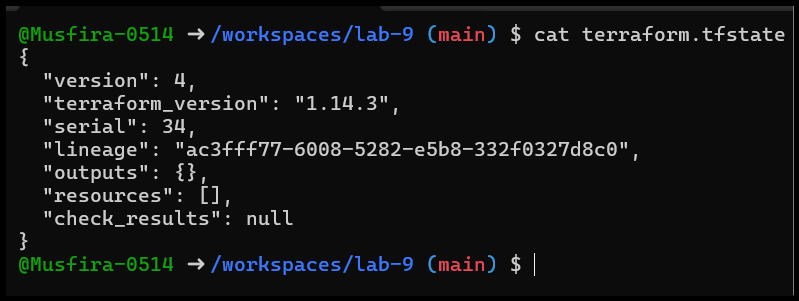 @Musfira-0514 ➜ /workspaces/lab-9 (main) $ cat terraform.tfstate
{
  "version": 4,
  "terraform_version": "1.14.3",
  "serial": 34,
  "lineage": "ac3fff77-6008-5282-e5b8-332f0327d8c0",
  "outputs": {},
  "resources": [],
  "check_results": null
}
@Musfira-0514 ➜ /workspaces/lab-9 (main) $